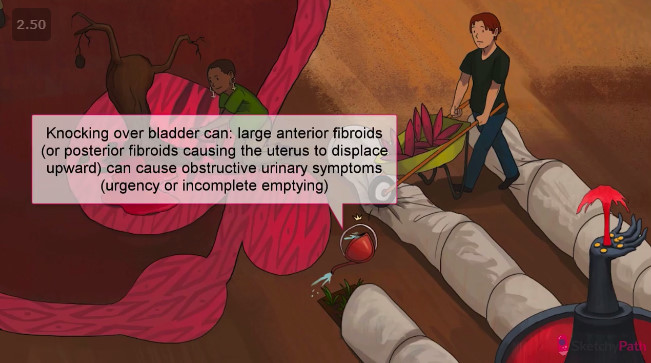 2.50
Knocking over bladder can: large anterior fibroids
(or posterior fibroids causing the uterus to displace
upward) can cause obstructive urinary symptoms
(urgency or incomplete emptying)
SketchyPath